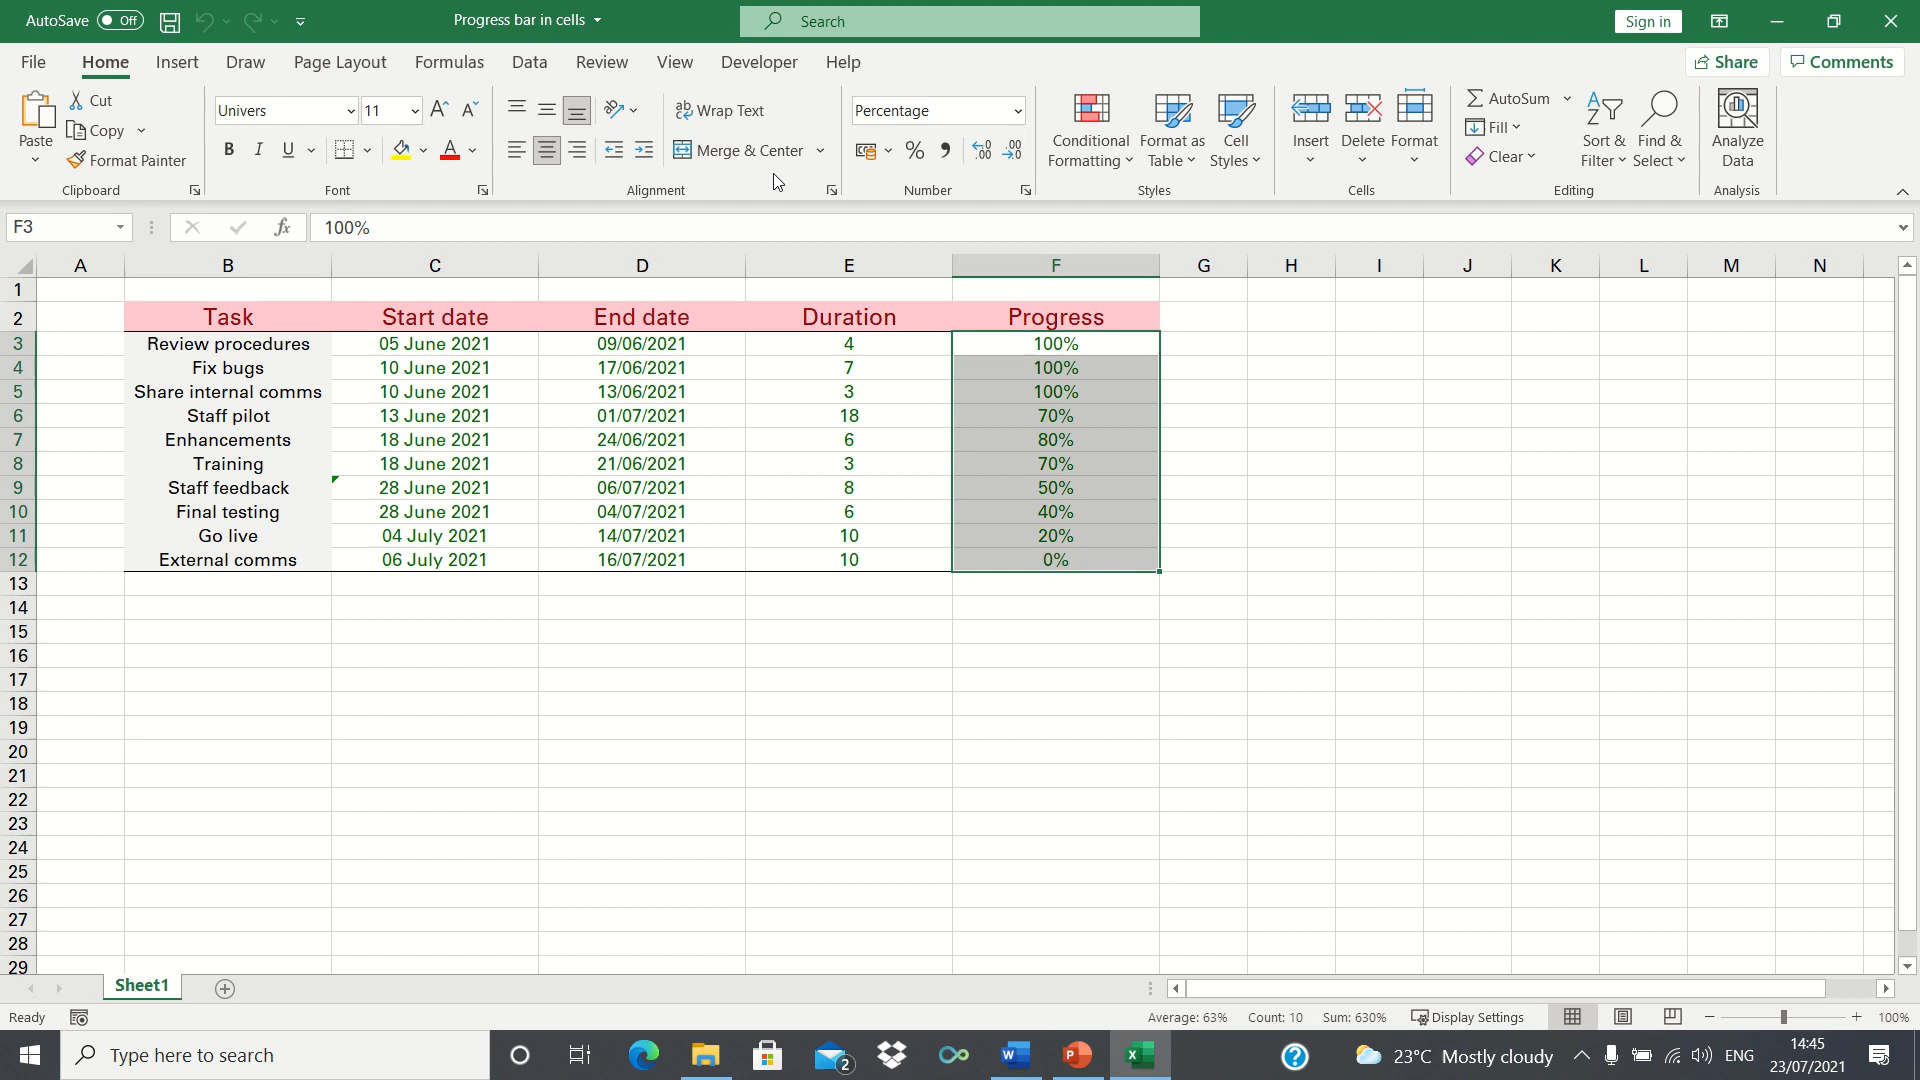 AutoSave Off Progress bar in cells Search Sign in
File Home Insert Draw Page Layout Formulas Data Review View Developer Help Share Comments
Paste Cut Copy Format Painter Clipboard
Univers 11 B I U A Font
ab Wrap Text Merge & Center Alignment
Percentage % Number
Conditional Formatting Format as Table Cell Styles Styles
Insert Delete Format Cells
AutoSum Fill Clear Sort & Filter Find & Select Editing
Analyze Data Analysis
F3 fx 100%
A B C D E F G H I J K L M N
1
2 Task Start date End date Duration Progress
3 Review procedures 05 June 2021 09/06/2021 4 100%
4 Fix bugs 10 June 2021 17/06/2021 7 100%
5 Share internal comms 10 June 2021 13/06/2021 3 100%
6 Staff pilot 13 June 2021 01/07/2021 18 70%
7 Enhancements 18 June 2021 24/06/2021 6 80%
8 Training 18 June 2021 21/06/2021 3 70%
9 Staff feedback 28 June 2021 06/07/2021 8 50%
10 Final testing 28 June 2021 04/07/2021 6 40%
11 Go live 04 July 2021 14/07/2021 10 20%
12 External comms 06 July 2021 16/07/2021 10 0%
13
14
15
16
17
18
19
20
21
22
23
24
25
26
27
28
29
Sheet1
Ready Average: 63% Count: 10 Sum: 630% Display Settings 100%
Type here to search 2 23°C Mostly cloudy ENG 14:45
23/07/2021